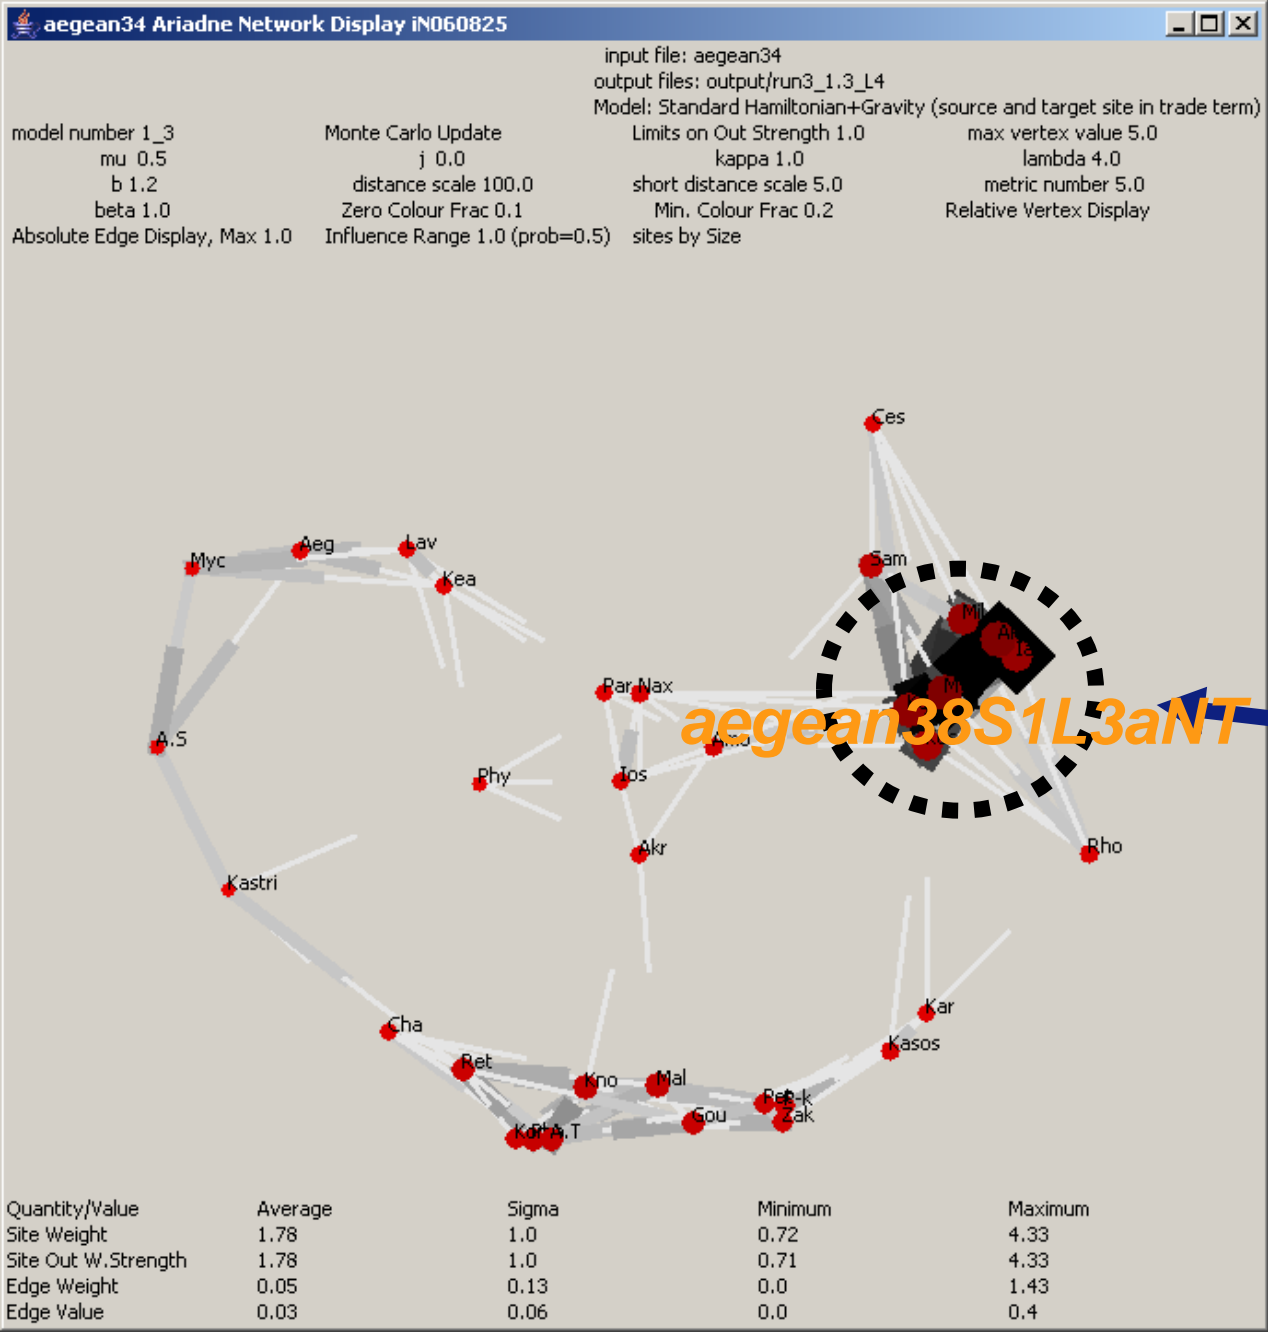 aegean34 Ariadne Network Display iN060825
input file: aegean34
output files: output/run3_1.3_L4
Model: Standard Hamiltonian+Gravity (source and target site in trade term)
model number 1_3 Monte Carlo Update Limits on Out Strength 1.0 max vertex value 5.0
mu 0.5 j 0.0 kappa 1.0 lambda 4.0
b 1.2 distance scale 100.0 short distance scale 5.0 metric number 5.0
beta 1.0 Zero Colour Frac 0.1 Min. Colour Frac 0.2 Relative Vertex Display
Absolute Edge Display, Max 1.0 Influence Range 1.0 (prob=0.5) sites by Size
Ces
Aeg Lav
Myc Sam
Kea
Mil
Par Nax
aegean38S1L3aNT
A.S Amo
Phy Ios
Akr Rho
Kastri
Kar
Cha Kasos
Ret Kno Mal
P-k
Gou Zak
A.T
Quantity/Value Average Sigma Minimum Maximum
Site Weight 1.78 1.0 0.72 4.33
Site Out W.Strength 1.78 1.0 0.71 4.33
Edge Weight 0.05 0.13 0.0 1.43
Edge Value 0.03 0.06 0.0 0.4